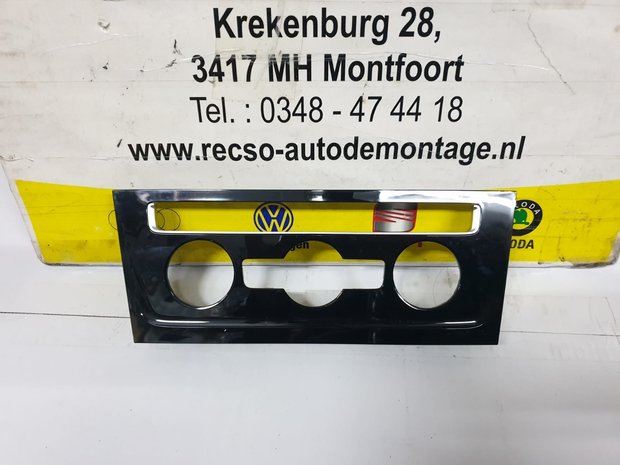 Krekenburg 28,
3417 MH Montfoort
Tel. : 0348 - 47 44 18
www.recso-autodemontage.nl